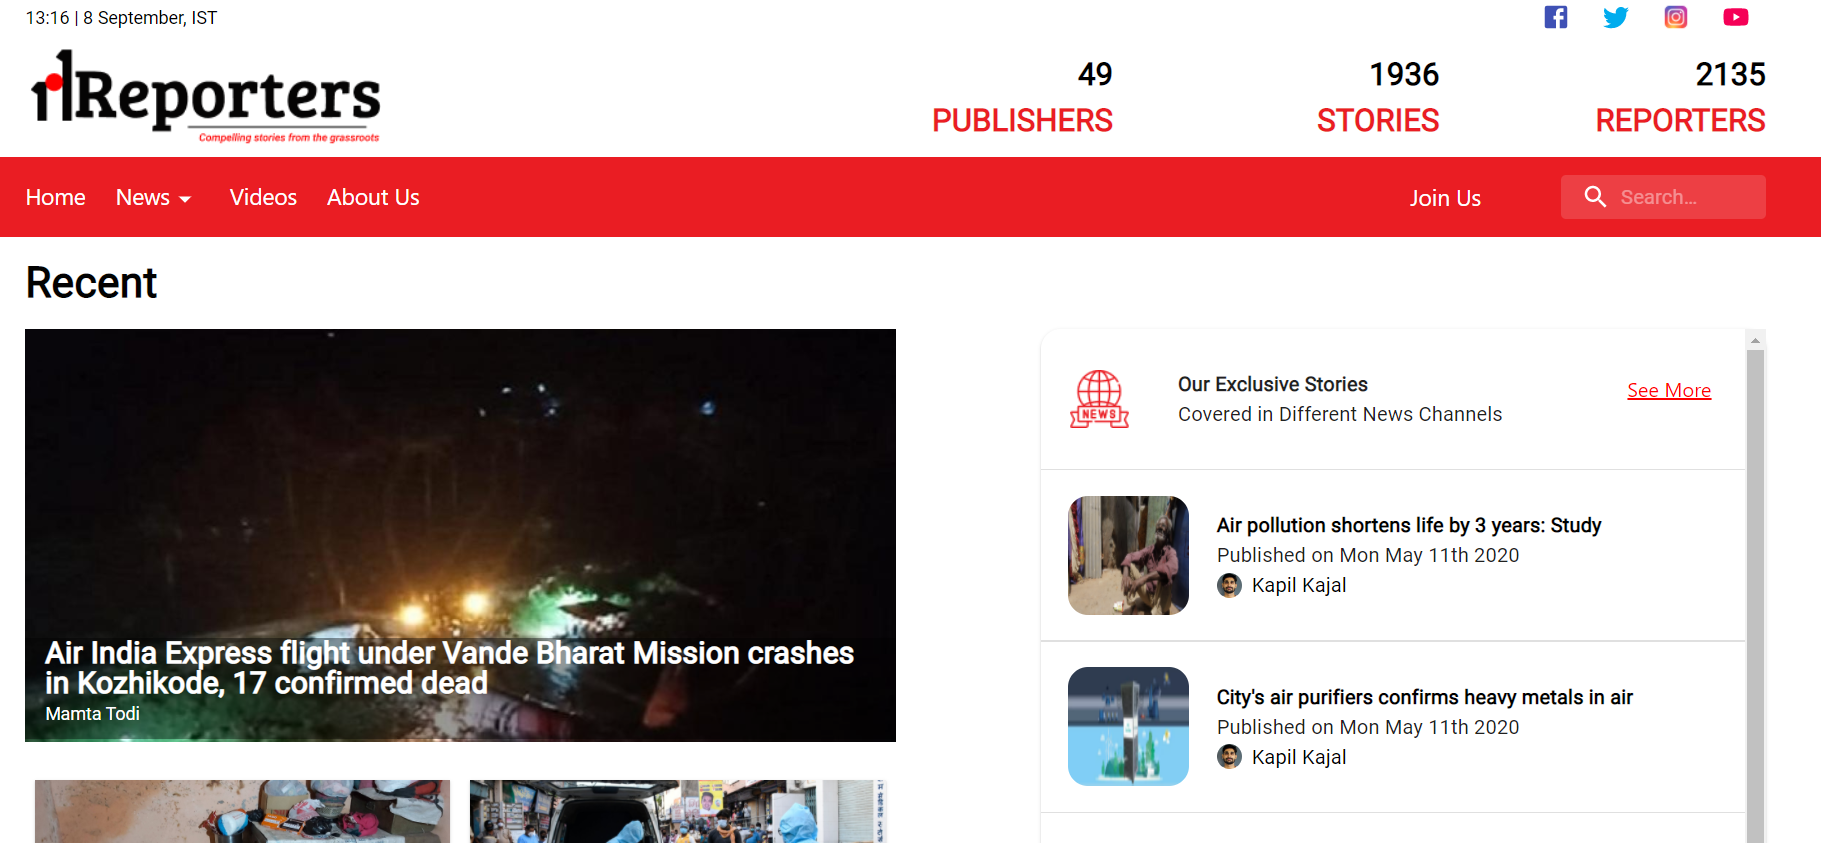 13:16 | 8 September, IST
Reporters
Compelling stories from the grassroots
49
PUBLISHERS
1936
STORIES
2135
REPORTERS
Home
News
Videos
About Us
Join Us
Search...
Recent
Air India Express flight under Vande Bharat Mission crashes
in Kozhikode, 17 confirmed dead
Mamta Todi
NEWS
Our Exclusive Stories
Covered in Different News Channels
See More
Air pollution shortens life by 3 years: Study
Published on Mon May 11th 2020
Kapil Kajal
City's air purifiers confirms heavy metals in air
Published on Mon May 11th 2020
Kapil Kajal